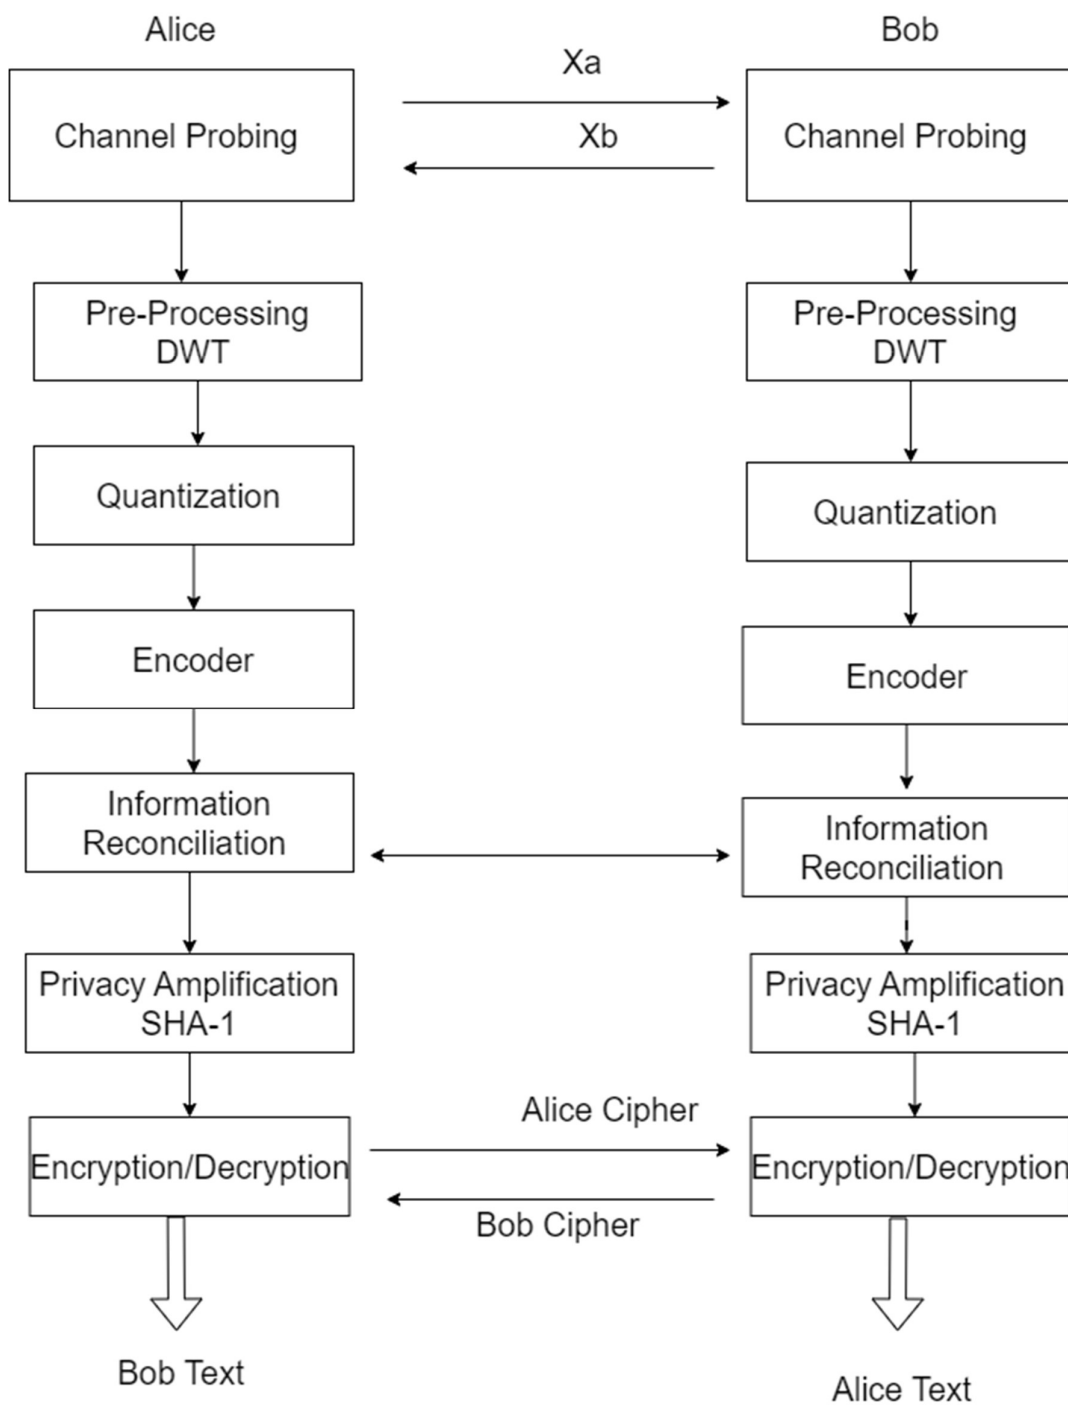 Alice
Bob
Xa
Xb
Channel Probing
Channel Probing
Pre-Processing
DWT
Pre-Processing
DWT
Quantization
Quantization
Encoder
Encoder
Information
Reconciliation
Information
Reconciliation
Privacy Amplification
SHA-1
Privacy Amplification
SHA-1
Alice Cipher
Encryption/Decryption
Encryption/Decryption
Bob Cipher
Bob Text
Alice Text